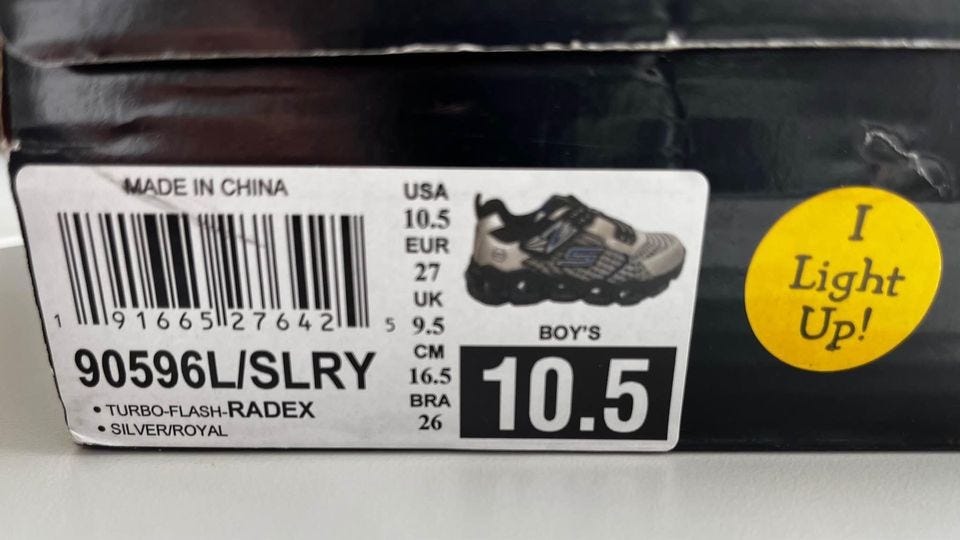 MADE IN CHINA
1 91665 27642 5
90596L/SLRY
• TURBO-FLASH-RADEX
• SILVER/ROYAL
USA
10.5
EUR
27
UK
9.5
CM
16.5
BRA
26
BOY'S
10.5
I
Light
Up!